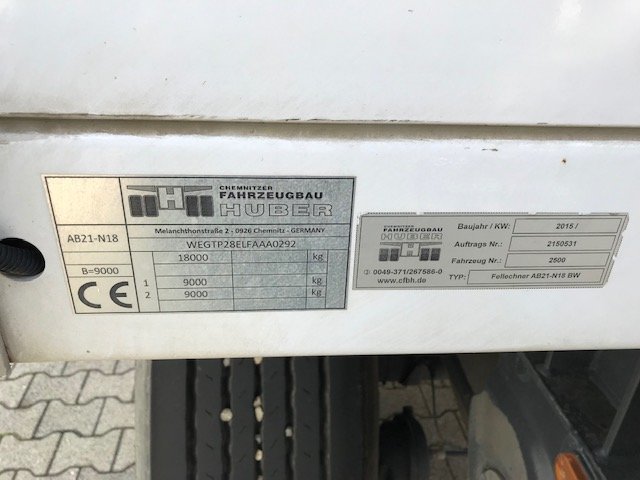 CHEMNITZER
FAHRZEUGBAU
H
HUBER
Melanchthonstraße 2 - 0926 Chemnitz - GERMANY
AB21-N18
WEGTP28ELFAAA0292
18000 kg
B=9000
CE
1 9000 kg
2 9000 kg
CHEMNITZER
FAHRZEUGBAU
HUBER
H
0049-371/267586-0
www.cfbh.de
Baujahr / KW: 2015 /
Auftrags Nr.: 2150531
Fahrzeug Nr.: 2500
TYP: Fellechner AB21-N18 BW